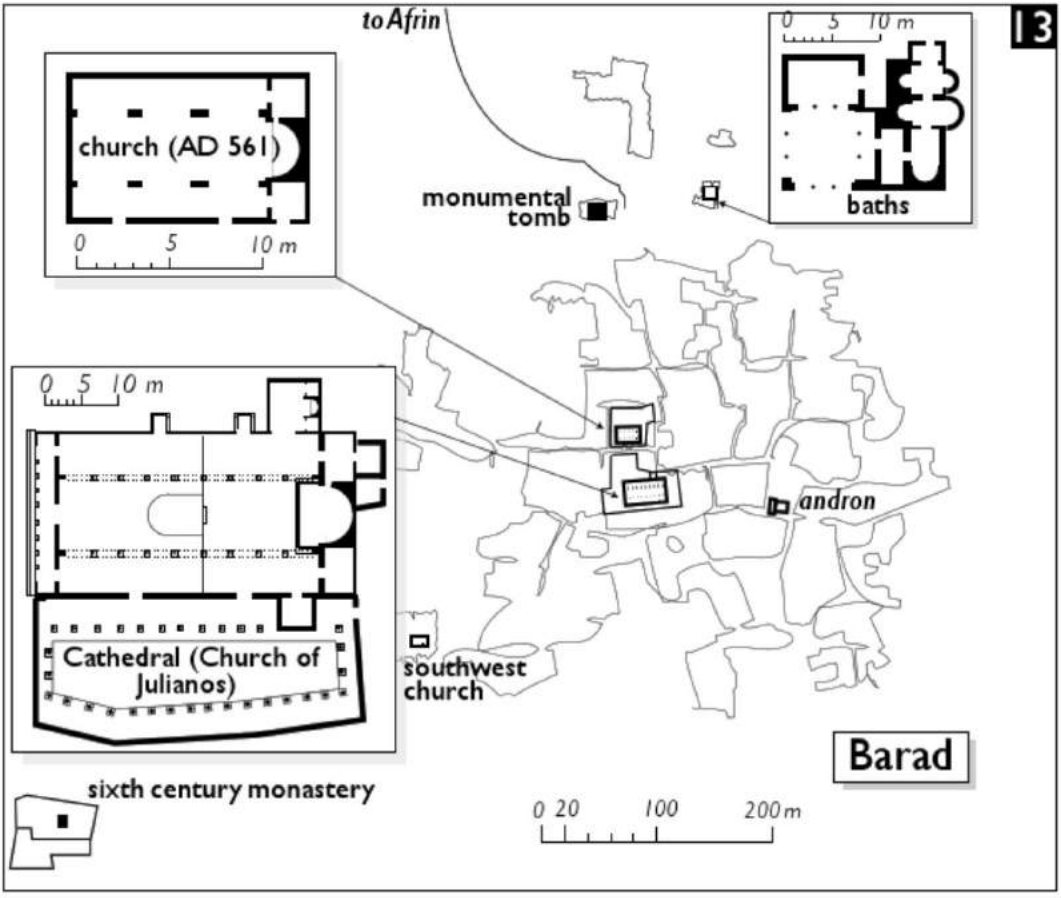 to Afrin
13
0 5 10 m
baths
church (AD 561)
0 5 10 m
monumental
tomb
0 5 10 m
Cathedral (Church of
Julianos)
andron
southwest
church
Barad
sixth century monastery
0 20 100 200 m